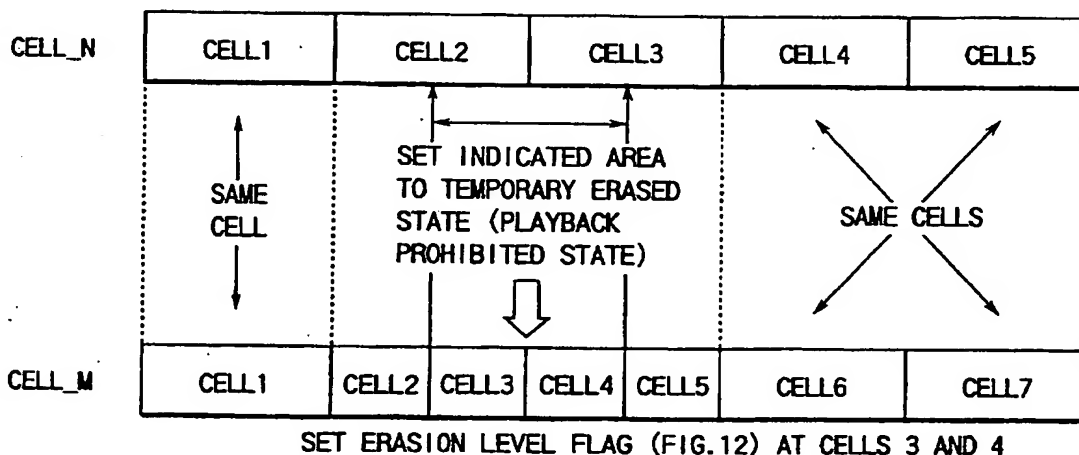 CELL_N CELL1 CELL2 CELL3 CELL4 CELL5
SAME
CELL
SET INDICATED AREA
TO TEMPORARY ERASED
STATE (PLAYBACK
PROHIBITED STATE)
SAME CELLS
CELL_M CELL1 CELL2 CELL3 CELL4 CELL5 CELL6 CELL7
SET ERASION LEVEL FLAG (FIG.12) AT CELLS 3 AND 4